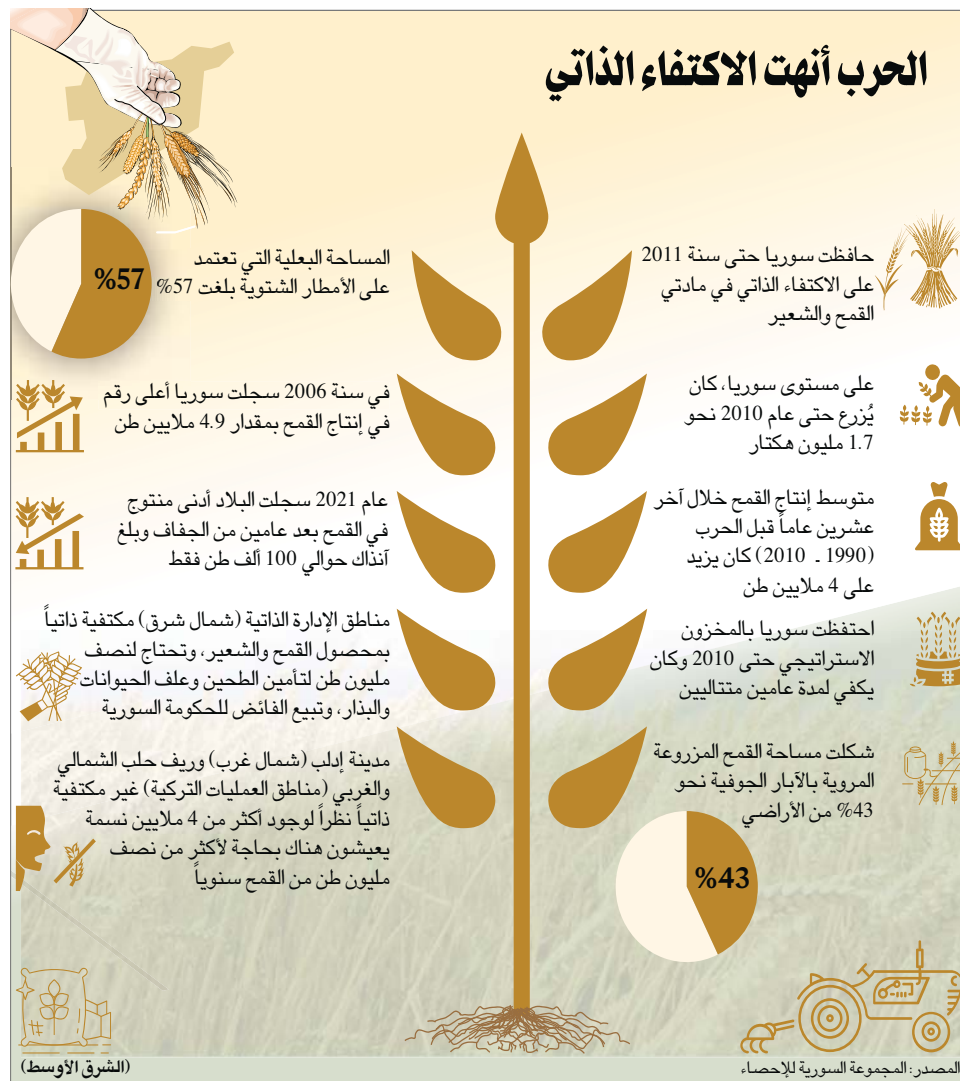 الحرب أنهت الاكتفاء الذاتي
حافظت سوريا حتى سنة 2011
على الاكتفاء الذاتي في مادتي
القمح والشعير
على مستوى سوريا، كان
يُزرع حتى عام 2010 نحو
1.7 مليون هكتار
متوسط إنتاج القمح خلال آخر
عشرين عاماً قبل الحرب
(1990 ـ 2010) كان يزيد
على 4 ملايين طن
احتفظت سوريا بالمخزون
الاستراتيجي حتى 2010 وكان
يكفي لمدة عامين متتاليين
شكلت مساحة القمح المزروعة
المروية بالآبار الجوفية نحو
43% من الأراضي
%43
المساحة البعلية التي تعتمد
على الأمطار الشتوية بلغت 57%
%57
في سنة 2006 سجلت سوريا أعلى رقم
في إنتاج القمح بمقدار 4.9 ملايين طن
عام 2021 سجلت البلاد أدنى منتوج
في القمح بعد عامين من الجفاف وبلغ
آنذاك حوالي 100 ألف طن فقط
مناطق الإدارة الذاتية (شمال شرق) مكتفية ذاتياً
بمحصول القمح والشعير، وتحتاج لنصف
مليون طن لتأمين الطحين وعلف الحيوانات
والبذار، وتبيع الفائض للحكومة السورية
مدينة إدلب (شمال غرب) وريف حلب الشمالي
والغربي (مناطق العمليات التركية) غير مكتفية
ذاتياً نظراً لوجود أكثر من 4 ملايين نسمة
يعيشون هناك بحاجة لأكثر من نصف
مليون طن من القمح سنوياً
المصدر: المجموعة السورية للإحصاء
(الشرق الأوسط)